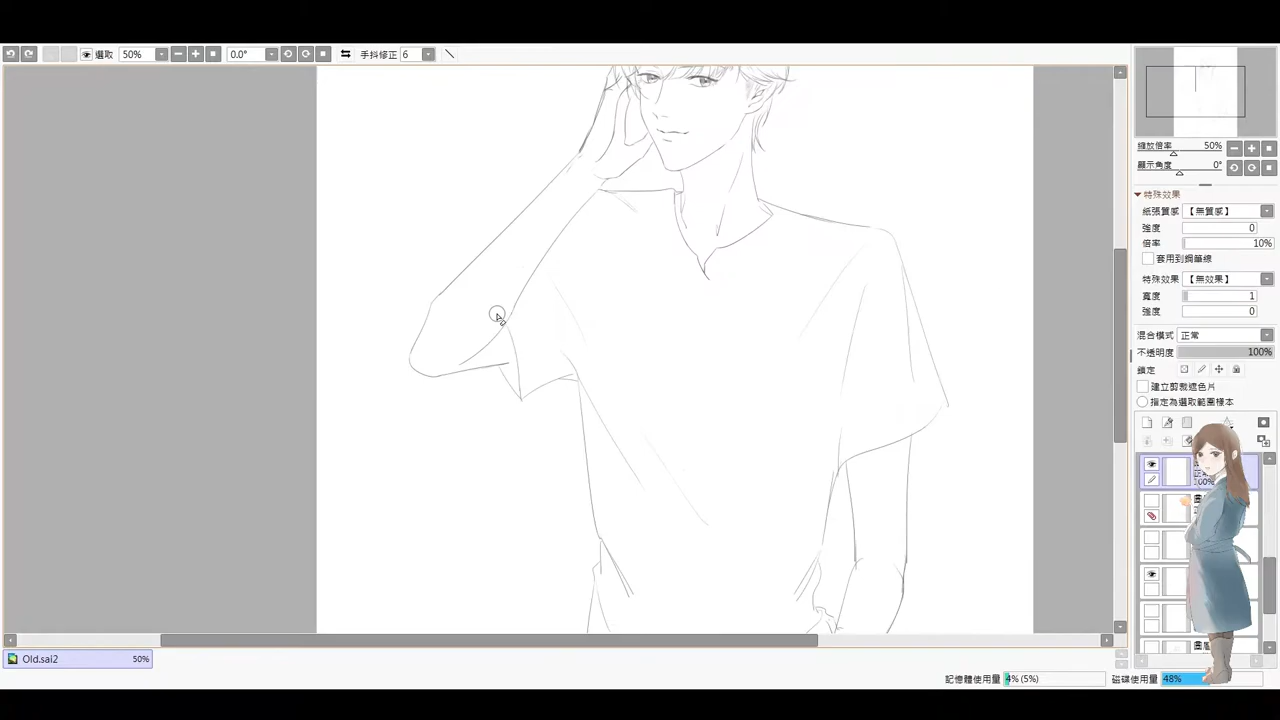 選取 50% 0.0° 手抖修正 6
縮放倍率 50%
顯示角度 0°
特殊效果
紙張質感 【無質感】
強度 0
倍率 10%
套用到鋼筆線
特殊效果 【無效果】
寬度 1
強度 0
混合模式 正常
不透明度 100%
鎖定
建立剪裁遮色片
指定為選取範圍樣本
100%
Old.sai2 50%
記憶體使用量 4% (5%) 磁碟使用量 48%